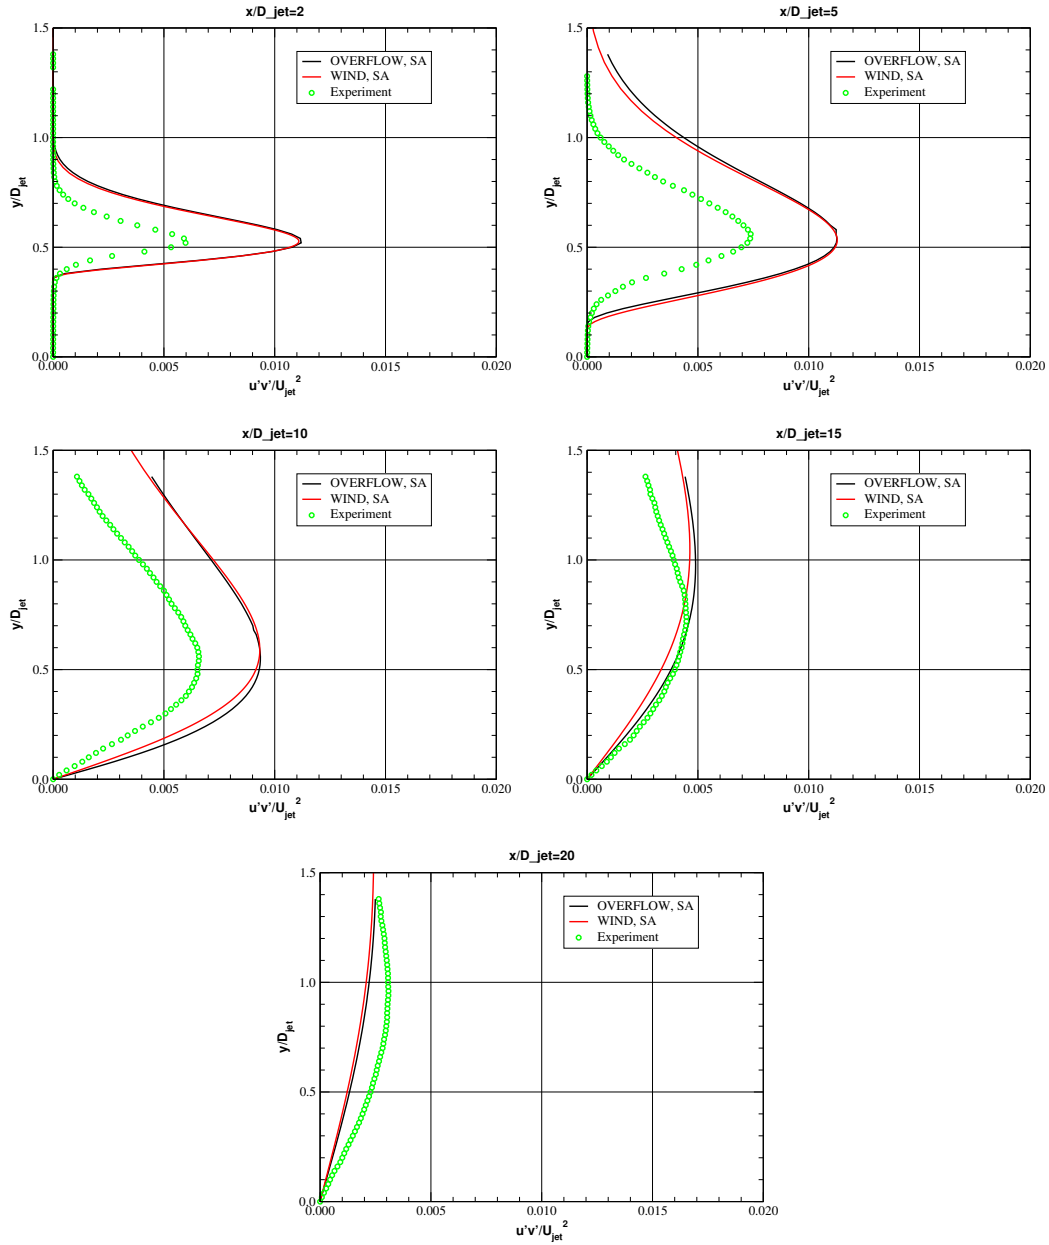 x/D_jet=2
1.5
1.0
0.5
0.0
y/D_jet
OVERFLOW, SA
WIND, SA
Experiment
0.000 0.005 0.010 0.015 0.020
u'v'/U_jet^2
x/D_jet=5
1.5
1.0
0.5
0.0
y/D_jet
OVERFLOW, SA
WIND, SA
Experiment
0.000 0.005 0.010 0.015 0.020
u'v'/U_jet^2
x/D_jet=10
1.5
1.0
0.5
0.0
y/D_jet
OVERFLOW, SA
WIND, SA
Experiment
0.000 0.005 0.010 0.015 0.020
u'v'/U_jet^2
x/D_jet=15
1.5
1.0
0.5
0.0
y/D_jet
OVERFLOW, SA
WIND, SA
Experiment
0.000 0.005 0.010 0.015 0.020
u'v'/U_jet^2
x/D_jet=20
1.5
1.0
0.5
0.0
y/D_jet
OVERFLOW, SA
WIND, SA
Experiment
0.000 0.005 0.010 0.015 0.020
u'v'/U_jet^2